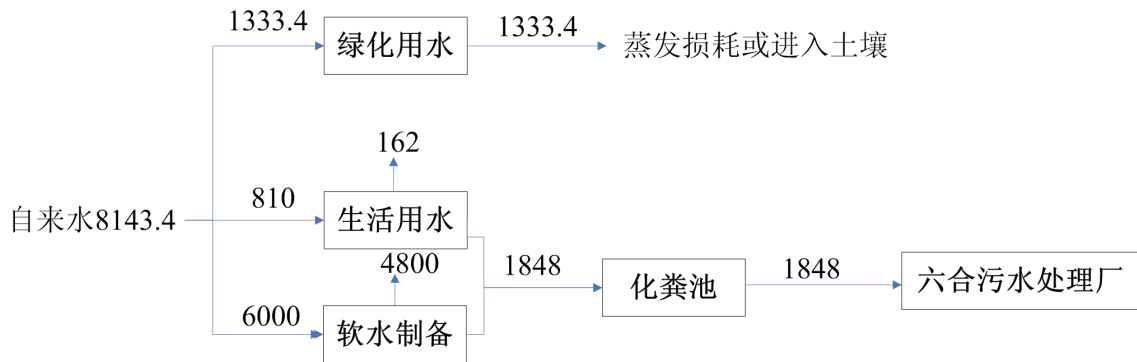 1333.4
绿化用水
1333.4
蒸发损耗或进入土壤
162
自来水8143.4
810
生活用水
4800
1848
化粪池
1848
六合污水处理厂
6000
软水制备